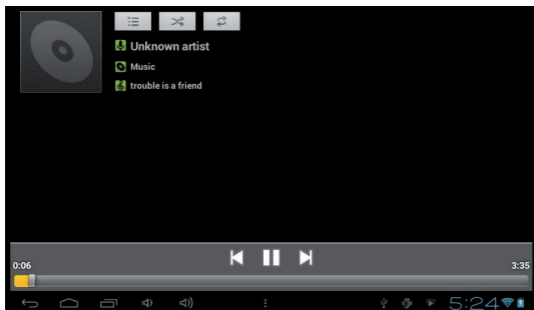 Unknown artist
Music
trouble is a friend
0:06
3:35
5:24